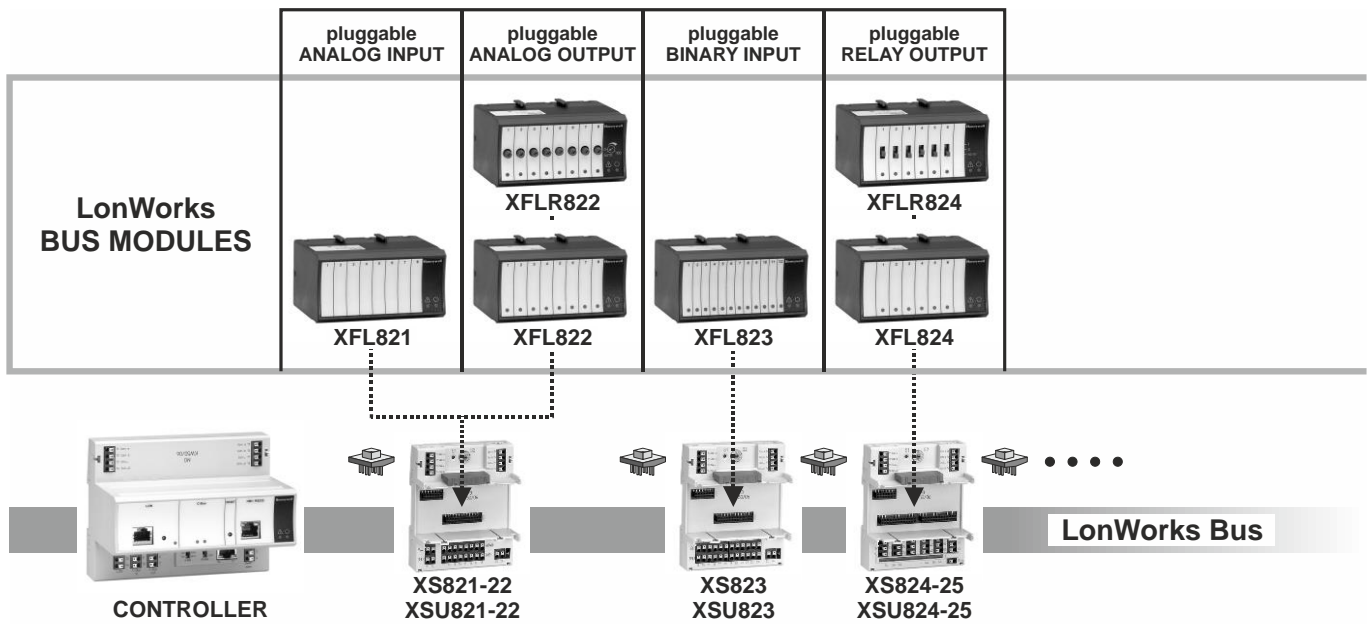 pluggable
ANALOG INPUT
pluggable
ANALOG OUTPUT
pluggable
BINARY INPUT
pluggable
RELAY OUTPUT
LonWorks
BUS MODULES
XFLR822
XFLR824
XFL821
XFL822
XFL823
XFL824
LonWorks Bus
CONTROLLER
XS821-22
XSU821-22
XS823
XSU823
XS824-25
XSU824-25